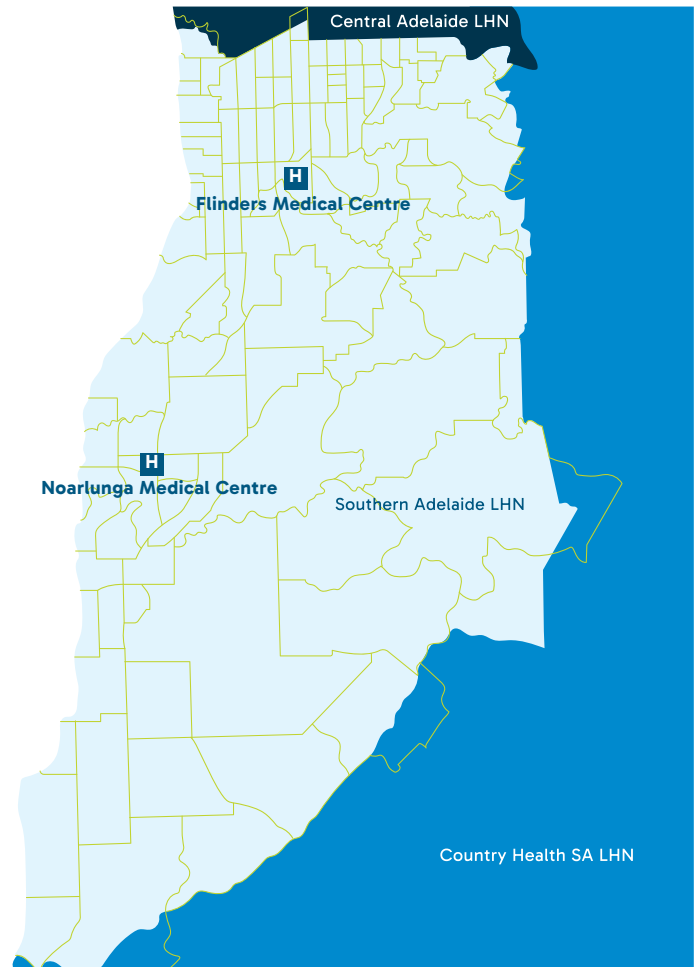 Central Adelaide LHN
H
Flinders Medical Centre
H
Noarlunga Medical Centre
Southern Adelaide LHN
Country Health SA LHN